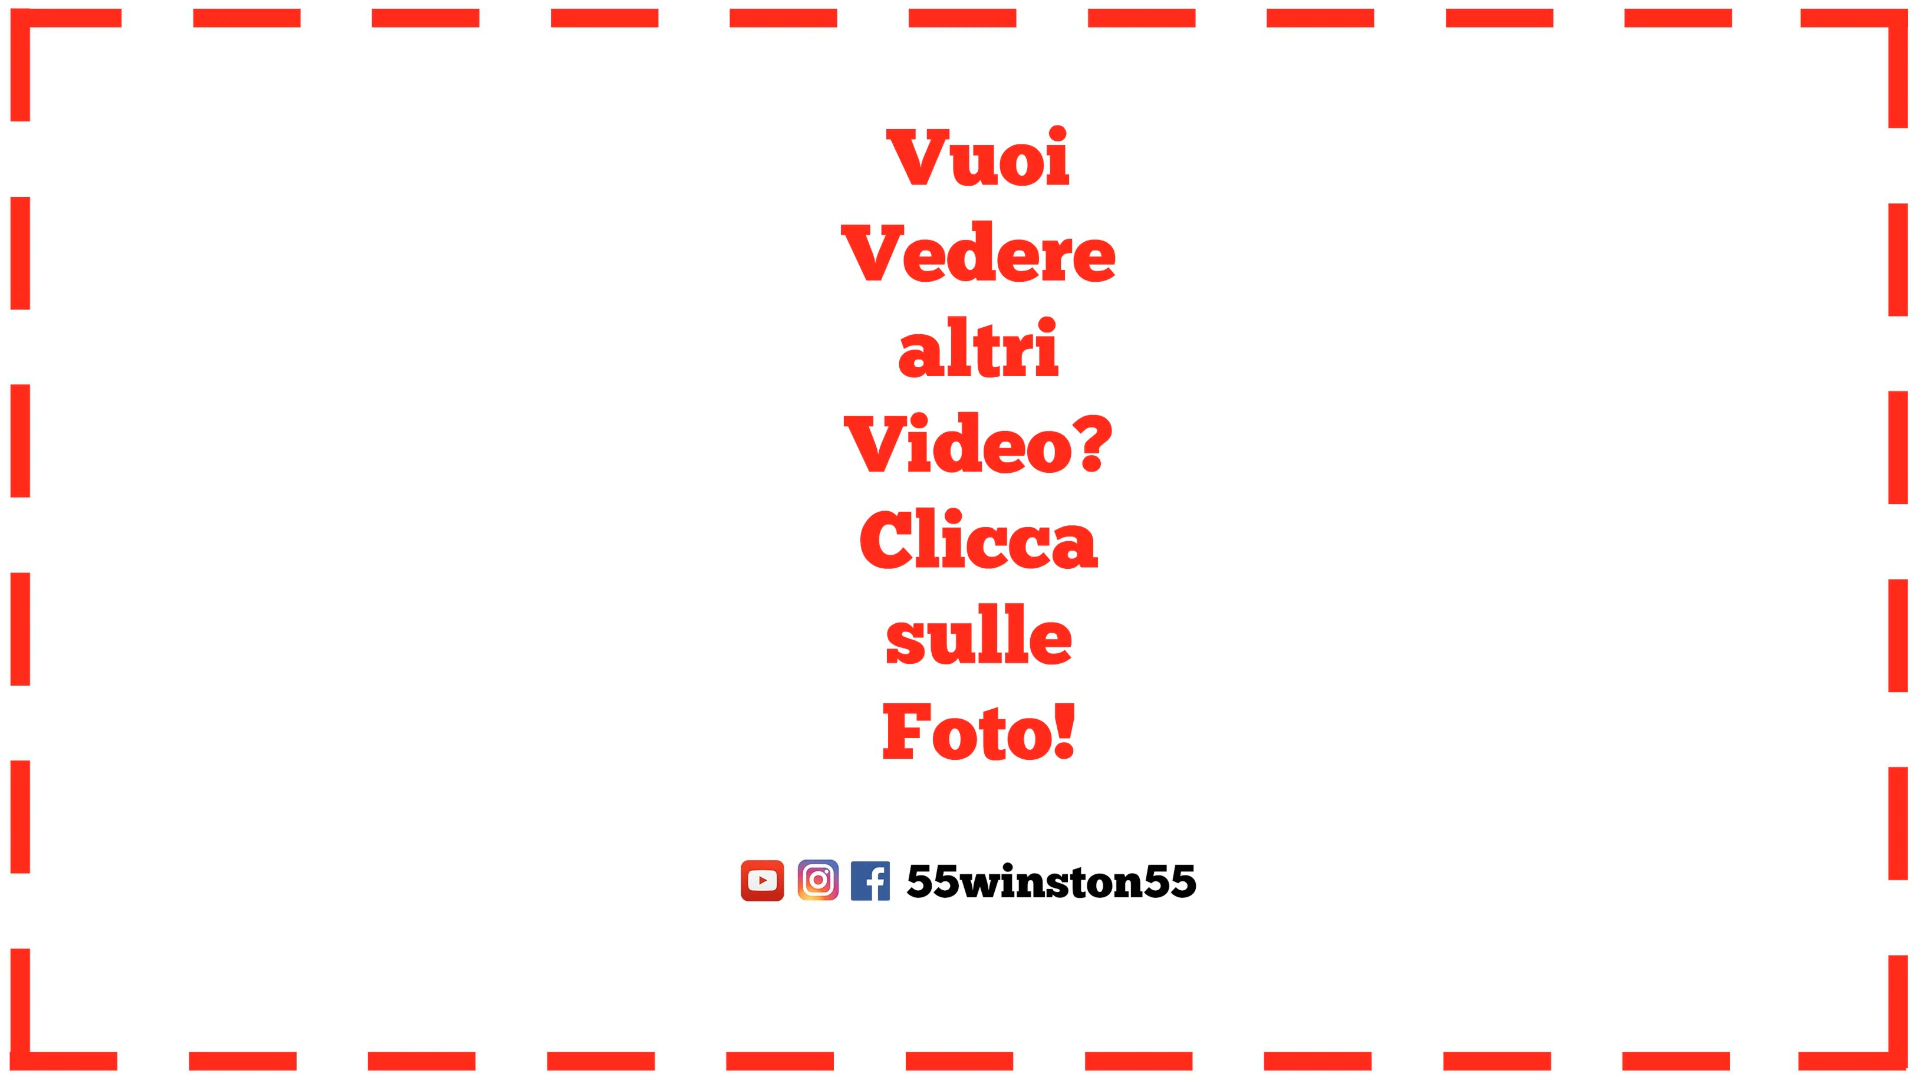 Vuoi
Vedere
altri
Video?
Clicca
sulle
Foto!
55winston55